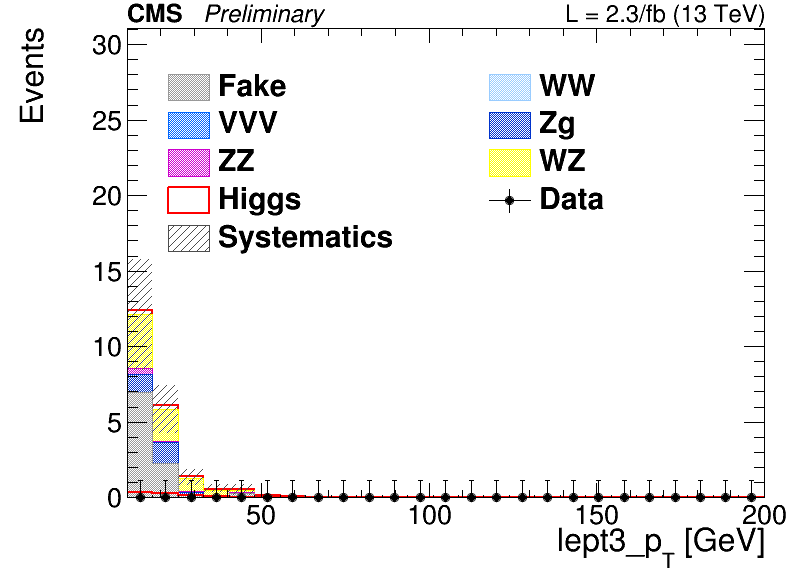 CMS Preliminary L = 2.3/fb (13 TeV)
Events
30
25
20
15
10
5
0
Fake
VVV
ZZ
Higgs
Systematics
WW
Zg
WZ
Data
50 100 150 200
lept3_p_T [GeV]